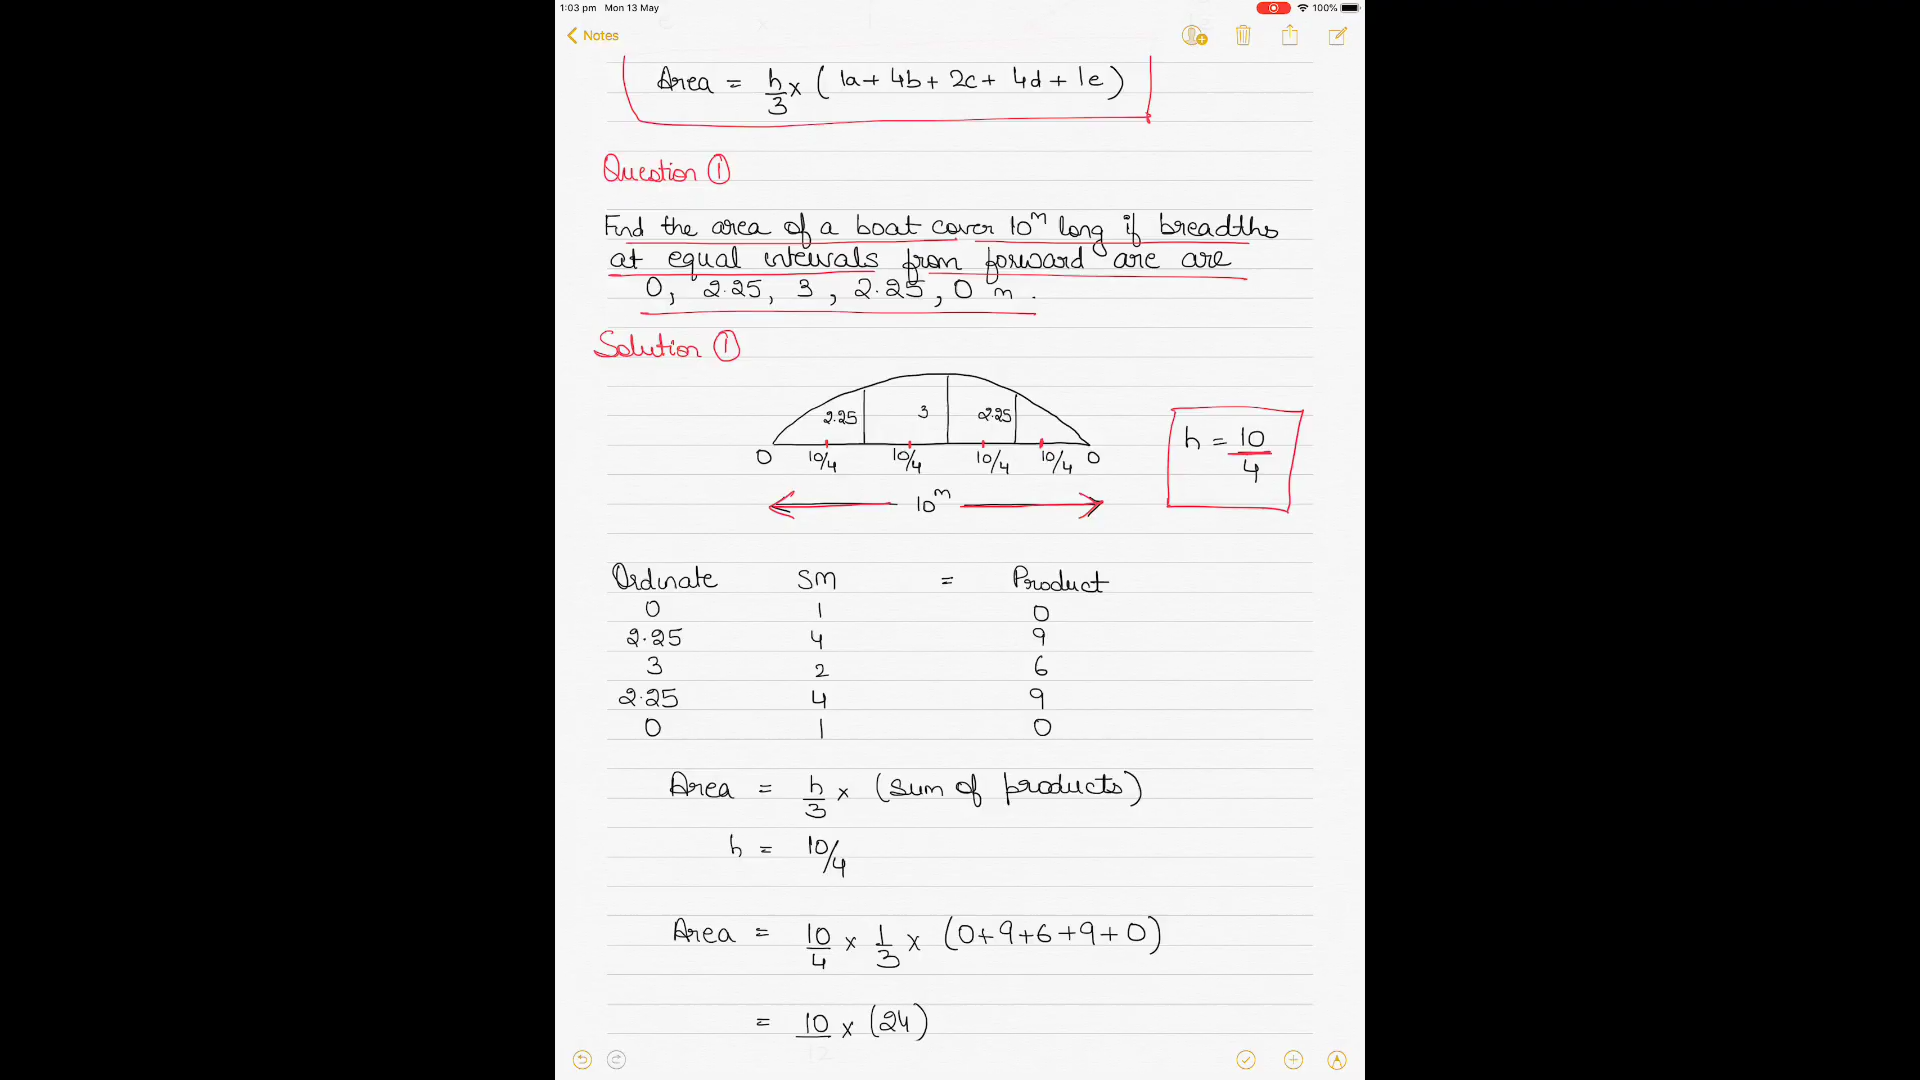 1:03 pm Mon 13 May 100%
Notes
Area = h/3 x ( 1a + 4b + 2c + 4d + 1e )
Question ①
Find the area of a boat cover 10ᵐ long if breadths
at equal intervals from forward are are
0, 2.25, 3, 2.25, 0 m.
Solution ①
2.25 3 2.25
0 10/4 10/4 10/4 10/4 0
10ᵐ
h = 10/4
Ordinate SM = Product
0 1 0
2.25 4 9
3 2 6
2.25 4 9
0 1 0
Area = h/3 x (sum of products)
h = 10/4
Area = 10/4 x 1/3 x (0+9+6+9+0)
= 10/12 x (24)